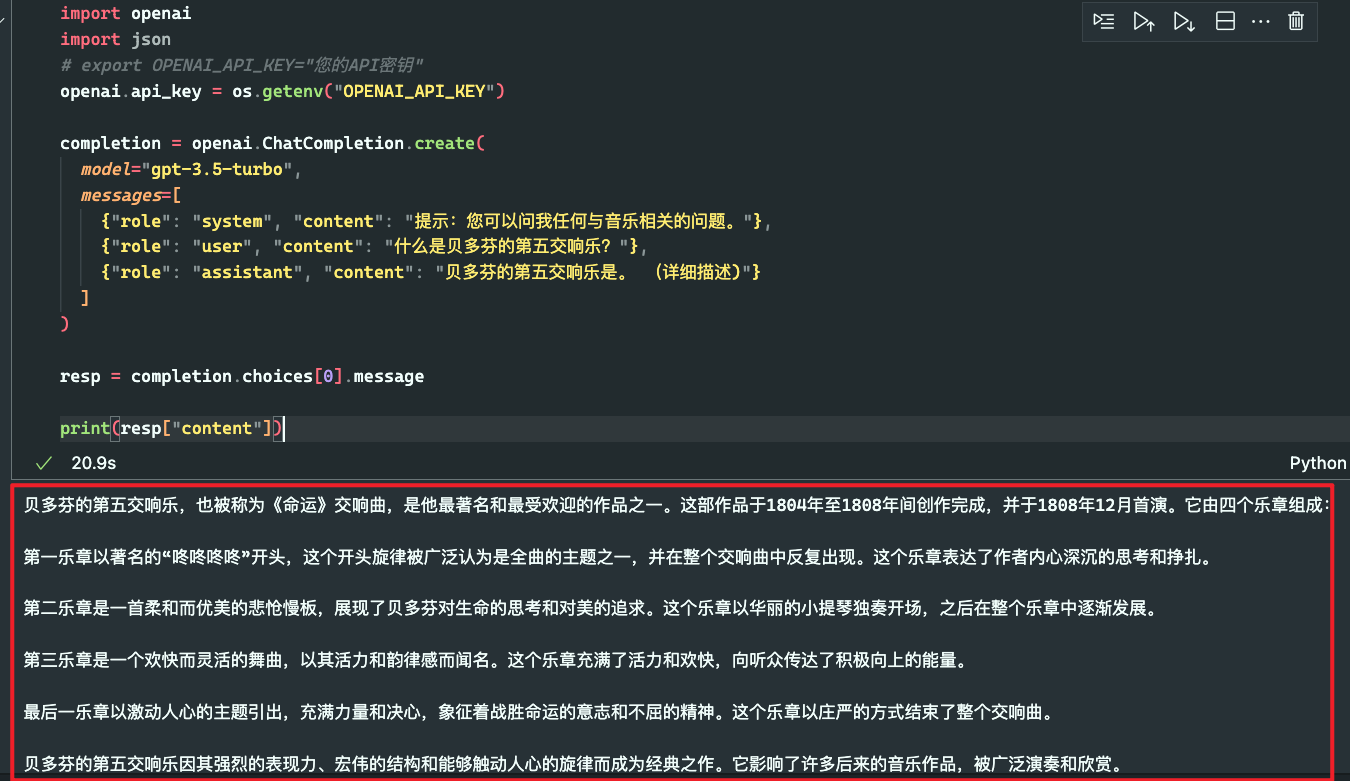 import openai
import json
# export OPENAI_API_KEY="您的API密钥"
openai.api_key = os.getenv("OPENAI_API_KEY")
completion = openai.ChatCompletion.create(
model="gpt-3.5-turbo",
messages=[
{"role": "system", "content": "提示：您可以问我任何与音乐相关的问题。"},
{"role": "user", "content": "什么是贝多芬的第五交响乐？"},
{"role": "assistant", "content": "贝多芬的第五交响乐是。 （详细描述）"}
]
)
resp = completion.choices[0].message
print(resp["content"])
20.9s
Python
贝多芬的第五交响乐，也被称为《命运》交响曲，是他最著名和最受欢迎的作品之一。这部作品于1804年至1808年间创作完成，并于1808年12月首演。它由四个乐章组成：
第一乐章以著名的“咚咚咚咚”开头，这个开头旋律被广泛认为是全曲的主题之一，并在整个交响曲中反复出现。这个乐章表达了作者内心深沉的思考和挣扎。
第二乐章是一首柔和而优美的悲怆慢板，展现了贝多芬对生命的思考和对美的追求。这个乐章以华丽的小提琴独奏开场，之后在整个乐章中逐渐发展。
第三乐章是一个欢快而灵活的舞曲，以其活力和韵律感而闻名。这个乐章充满了活力和欢快，向听众传达了积极向上的能量。
最后一乐章以激动人心的主题引出，充满力量和决心，象征着战胜命运的意志和不屈的精神。这个乐章以庄严的方式结束了整个交响曲。
贝多芬的第五交响乐因其强烈的表现力、宏伟的结构和能够触动人心的旋律而成为经典之作。它影响了许多后来的音乐作品，被广泛演奏和欣赏。